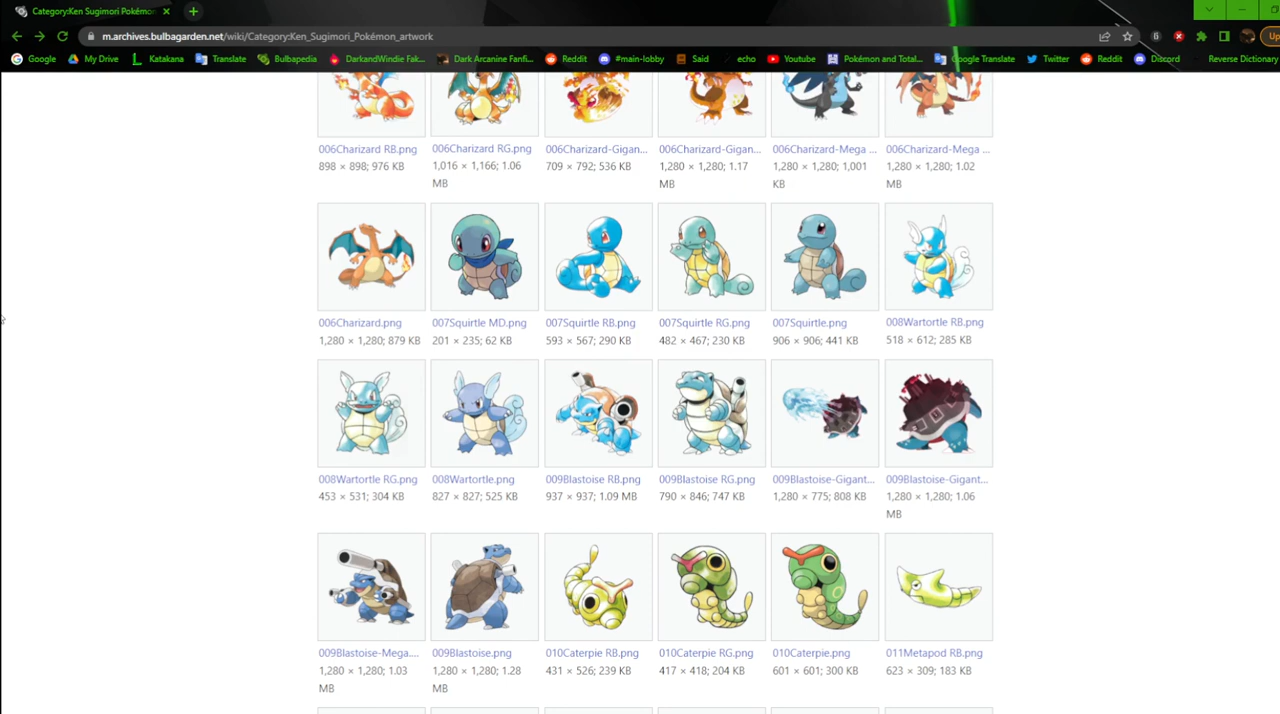 Category:Ken Sugimori Pokémon
m.archives.bulbagarden.net/wiki/Category:Ken_Sugimori_Pokémon_artwork
Up
Google My Drive Katakana Translate Bulbapedia DarkandWindie Fak... Dark Arcanine Fanfi... Reddit #main-lobby Said echo Youtube Pokémon and Total... Google Translate Twitter Reddit Discord Reverse Dictionary
006Charizard RB.png 006Charizard RG.png 006Charizard-Gigan... 006Charizard-Gigan... 006Charizard-Mega ... 006Charizard-Mega ...
898 × 898; 976 KB 1,016 × 1,166; 1.06 709 × 792; 536 KB 1,280 × 1,280; 1.17 1,280 × 1,280; 1,001 1,280 × 1,280; 1.02
MB MB KB MB
006Charizard.png 007Squirtle MD.png 007Squirtle RB.png 007Squirtle RG.png 007Squirtle.png 008Wartortle RB.png
1,280 × 1,280; 879 KB 201 × 235; 62 KB 593 × 567; 290 KB 482 × 467; 230 KB 906 × 906; 441 KB 518 × 612; 285 KB
008Wartortle RG.png 008Wartortle.png 009Blastoise RB.png 009Blastoise RG.png 009Blastoise-Gigant... 009Blastoise-Gigant...
453 × 531; 304 KB 827 × 827; 525 KB 937 × 937; 1.09 MB 790 × 846; 747 KB 1,280 × 775; 808 KB 1,280 × 1,280; 1.06
MB
009Blastoise-Mega.... 009Blastoise.png 010Caterpie RB.png 010Caterpie RG.png 010Caterpie.png 011Metapod RB.png
1,280 × 1,280; 1.03 1,280 × 1,280; 1.28 431 × 526; 239 KB 417 × 418; 204 KB 601 × 601; 300 KB 623 × 309; 183 KB
MB MB